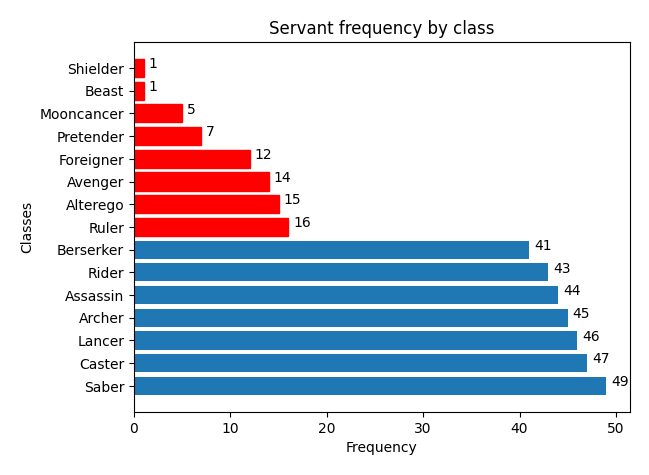 Servant frequency by class
Classes
Shielder 1
Beast 1
Mooncancer 5
Pretender 7
Foreigner 12
Avenger 14
Alterego 15
Ruler 16
Berserker 41
Rider 43
Assassin 44
Archer 45
Lancer 46
Caster 47
Saber 49
0 10 20 30 40 50
Frequency